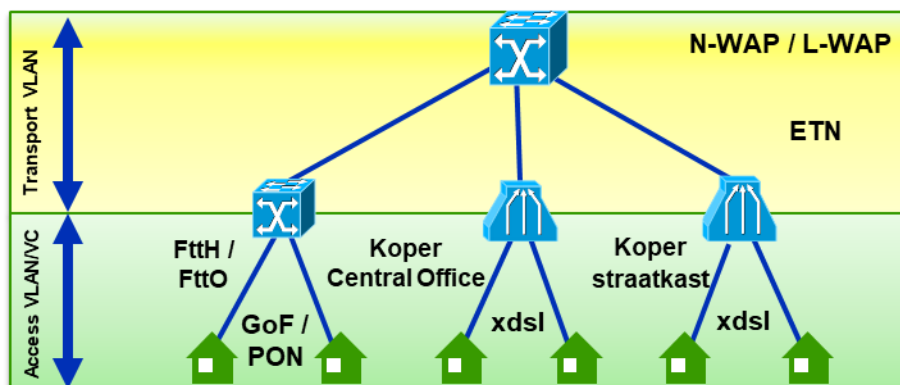 N-WAP / L-WAP
Transport VLAN
ETN
FttH /
FttO
Koper
Central Office
Koper
straatkast
Access VLAN/VC
GoF /
PON
xdsl
xdsl